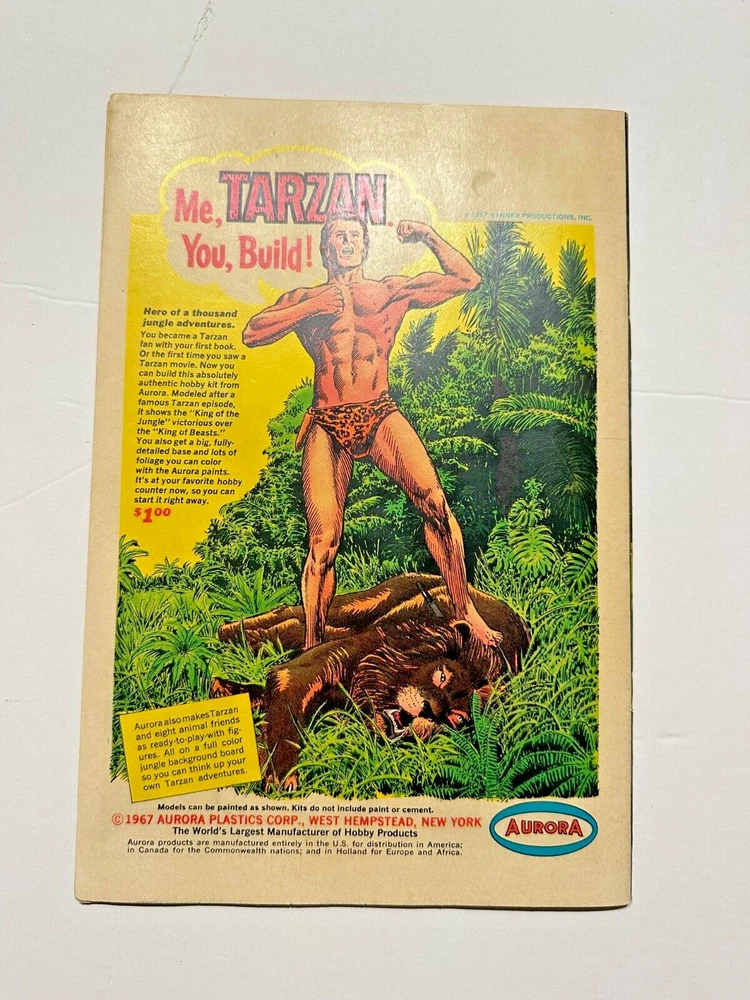 Me, TARZAN.
You, Build!
© 1967 BANNER PRODUCTIONS, INC.
Hero of a thousand
jungle adventures.
You became a Tarzan
fan with your first book.
Or the first time you saw a
Tarzan movie. Now you
can build this absolutely
authentic hobby kit from
Aurora. Modeled after a
famous Tarzan episode,
it shows the "King of the
Jungle" victorious over
the "King of Beasts."
You also get a big, fully-
detailed base and lots of
foliage you can color
with the Aurora paints.
It's at your favorite hobby
counter now, so you can
start it right away.
$1.00
Aurora also makes Tarzan
and eight animal friends
as ready-to-play-with fig-
ures. All on a full color
jungle background board
so you can think up your
own Tarzan adventures.
Models can be painted as shown. Kits do not include paint or cement.
©1967 AURORA PLASTICS CORP., WEST HEMPSTEAD, NEW YORK
The World's Largest Manufacturer of Hobby Products
Aurora products are manufactured entirely in the U.S. for distribution in America;
in Canada for the Commonwealth nations; and in Holland for Europe and Africa.
AURORA